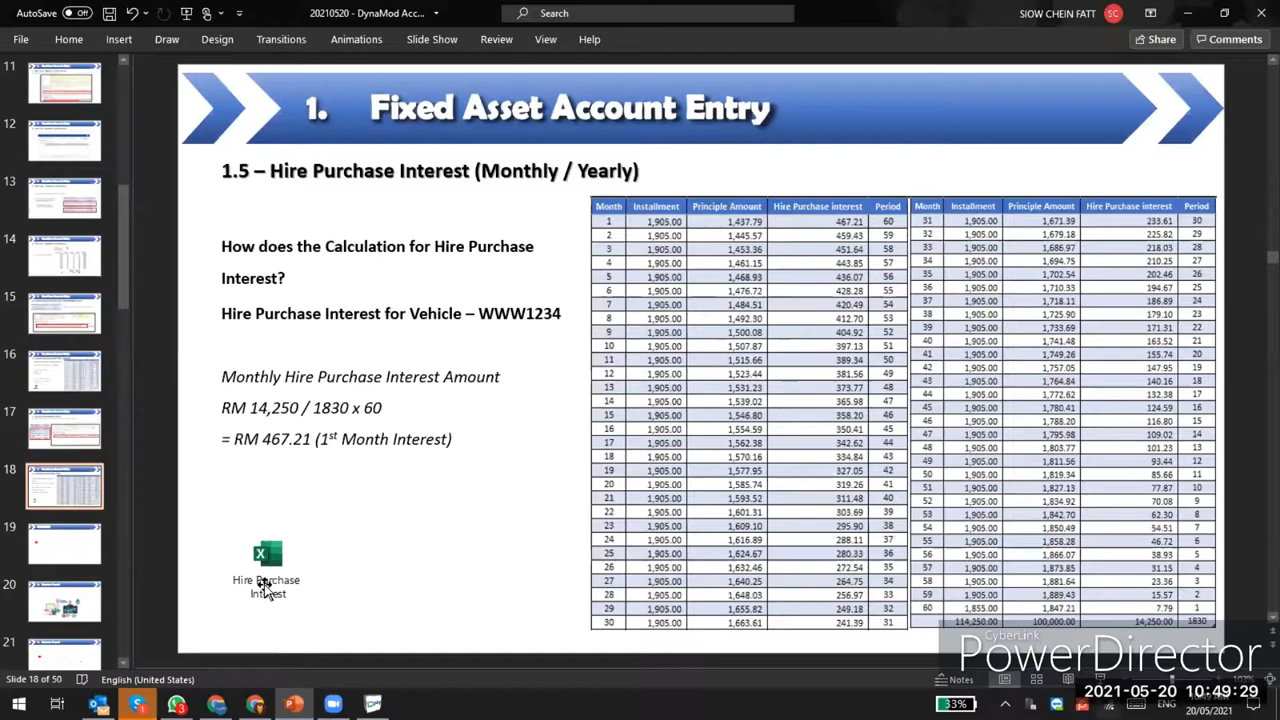 AutoSave Off 20210520 - DynaMod Acc... Search SIOW CHEIN FATT SC
File Home Insert Draw Design Transitions Animations Slide Show Review View Help Share Comments
11
12
13
14
15
16
17
18
19
20
21
1. Fixed Asset Account Entry
1.5 – Hire Purchase Interest (Monthly / Yearly)
How does the Calculation for Hire Purchase
Interest?
Hire Purchase Interest for Vehicle – WWW1234
Monthly Hire Purchase Interest Amount
RM 14,250 / 1830 x 60
= RM 467.21 (1st Month Interest)
Hire Purchase
Interest
Month Installment Principle Amount Hire Purchase interest Period
1 1,905.00 1,437.79 467.21 60
2 1,905.00 1,445.57 459.43 59
3 1,905.00 1,453.36 451.64 58
4 1,905.00 1,461.15 443.85 57
5 1,905.00 1,468.93 436.07 56
6 1,905.00 1,476.72 428.28 55
7 1,905.00 1,484.51 420.49 54
8 1,905.00 1,492.30 412.70 53
9 1,905.00 1,500.08 404.92 52
10 1,905.00 1,507.87 397.13 51
11 1,905.00 1,515.66 389.34 50
12 1,905.00 1,523.44 381.56 49
13 1,905.00 1,531.23 373.77 48
14 1,905.00 1,539.02 365.98 47
15 1,905.00 1,546.80 358.20 46
16 1,905.00 1,554.59 350.41 45
17 1,905.00 1,562.38 342.62 44
18 1,905.00 1,570.16 334.84 43
19 1,905.00 1,577.95 327.05 42
20 1,905.00 1,585.74 319.26 41
21 1,905.00 1,593.52 311.48 40
22 1,905.00 1,601.31 303.69 39
23 1,905.00 1,609.10 295.90 38
24 1,905.00 1,616.89 288.11 37
25 1,905.00 1,624.67 280.33 36
26 1,905.00 1,632.46 272.54 35
27 1,905.00 1,640.25 264.75 34
28 1,905.00 1,648.03 256.97 33
29 1,905.00 1,655.82 249.18 32
30 1,905.00 1,663.61 241.39 31
Month Installment Principle Amount Hire Purchase interest Period
31 1,905.00 1,671.39 233.61 30
32 1,905.00 1,679.18 225.82 29
33 1,905.00 1,686.97 218.03 28
34 1,905.00 1,694.75 210.25 27
35 1,905.00 1,702.54 202.46 26
36 1,905.00 1,710.33 194.67 25
37 1,905.00 1,718.11 186.89 24
38 1,905.00 1,725.90 179.10 23
39 1,905.00 1,733.69 171.31 22
40 1,905.00 1,741.48 163.52 21
41 1,905.00 1,749.26 155.74 20
42 1,905.00 1,757.05 147.95 19
43 1,905.00 1,764.84 140.16 18
44 1,905.00 1,772.62 132.38 17
45 1,905.00 1,780.41 124.59 16
46 1,905.00 1,788.20 116.80 15
47 1,905.00 1,795.98 109.02 14
48 1,905.00 1,803.77 101.23 13
49 1,905.00 1,811.56 93.44 12
50 1,905.00 1,819.34 85.66 11
51 1,905.00 1,827.13 77.87 10
52 1,905.00 1,834.92 70.08 9
53 1,905.00 1,842.70 62.30 8
54 1,905.00 1,850.49 54.51 7
55 1,905.00 1,858.28 46.72 6
56 1,905.00 1,866.07 38.93 5
57 1,905.00 1,873.85 31.15 4
58 1,905.00 1,881.64 23.36 3
59 1,905.00 1,889.43 15.57 2
60 1,855.00 1,847.21 7.79 1
114,250.00 100,000.00 14,250.00 1830
CyberLink
PowerDirector
Slide 18 of 50 English (United States) Notes 103%
2021-05-20 10:49:29
33% ENG
20/05/2021